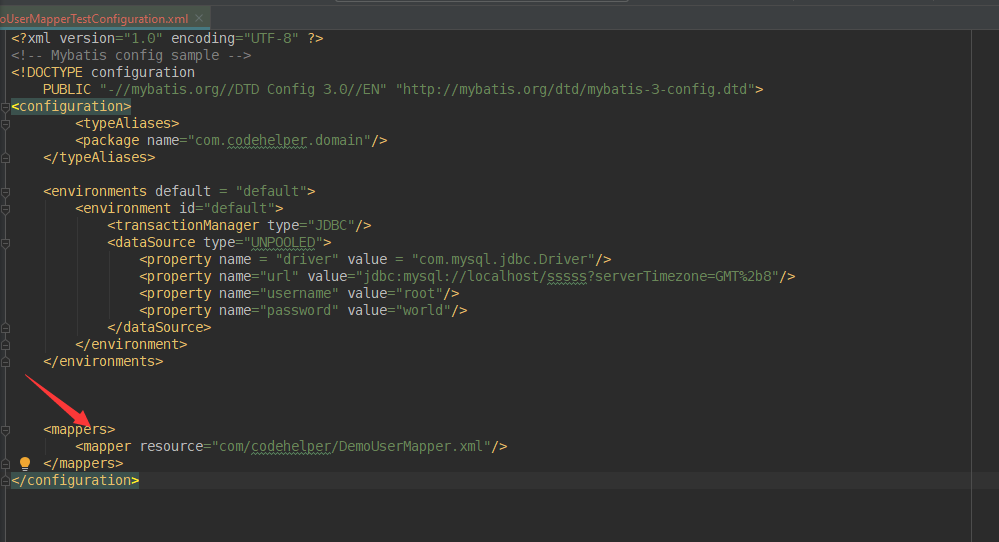 oUserMapperTestConfiguration.xml
<?xml version="1.0" encoding="UTF-8" ?>
<!-- Mybatis config sample -->
<!DOCTYPE configuration
    PUBLIC "-//mybatis.org//DTD Config 3.0//EN" "http://mybatis.org/dtd/mybatis-3-config.dtd">
<configuration>
        <typeAliases>
        <package name="com.codehelper.domain"/>
    </typeAliases>
    <environments default = "default">
        <environment id="default">
            <transactionManager type="JDBC"/>
            <dataSource type="UNPOOLED">
                <property name = "driver" value = "com.mysql.jdbc.Driver"/>
                <property name="url" value="jdbc:mysql://localhost/sssss?serverTimezone=GMT%2b8"/>
                <property name="username" value="root"/>
                <property name="password" value="world"/>
            </dataSource>
        </environment>
    </environments>
    <mappers>
        <mapper resource="com/codehelper/DemoUserMapper.xml"/>
    </mappers>
</configuration>